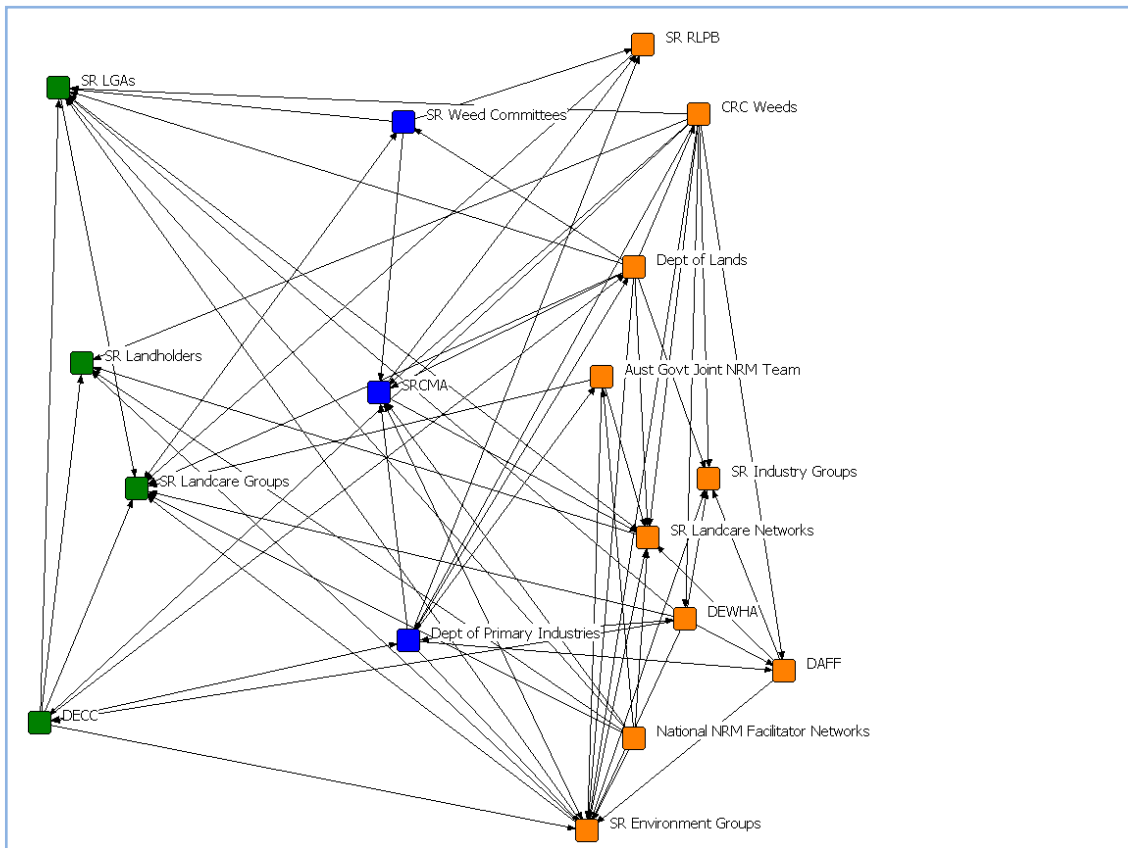 SR RLPB
SR LGAs
CRC Weeds
SR Weed Committees
Dept of Lands
SR Landholders
Aust Govt Joint NRM Team
SRCMA
SR Industry Groups
SR Landcare Groups
SR Landcare Networks
DEWHA
Dept of Primary Industries
DAFF
DECC
National NRM Facilitator Networks
SR Environment Groups